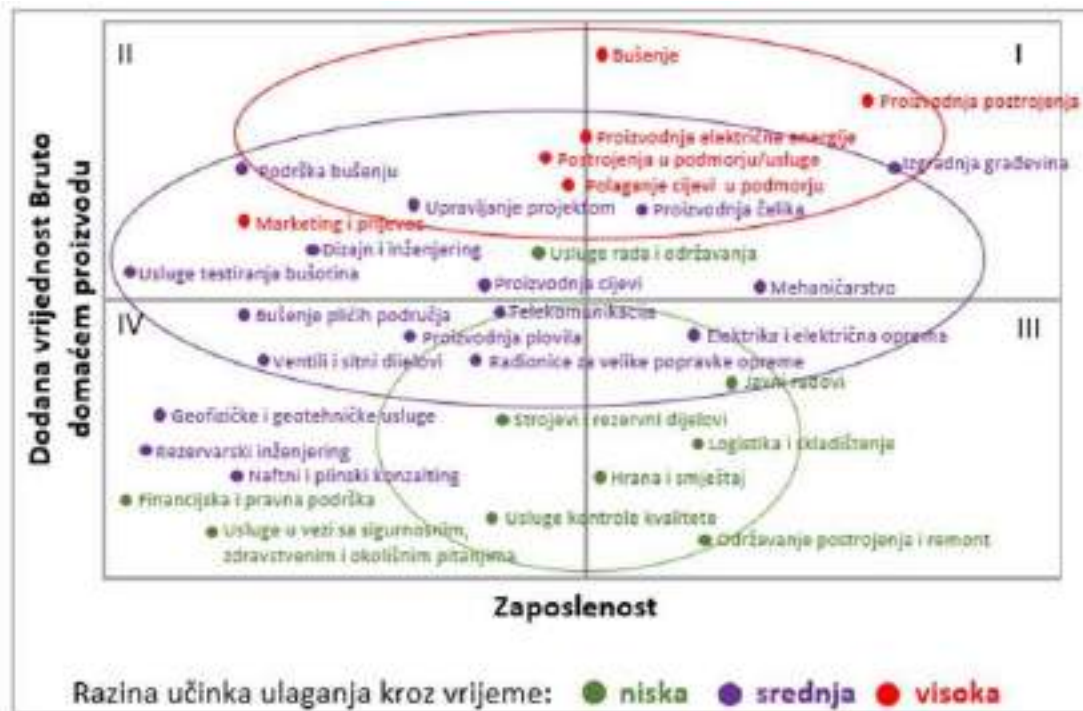 II
I
Bušenje
Proizvodnja postrojenja
Proizvodnja električne energije
Postrojenja u podmorju/usluge
Izgradnja građevina
Podrška bušenju
Polaganje cijevi u podmorju
Upravljanje projektom
Proizvodnja čelika
Marketing i prijevoz
Dizajn i inženjering
Usluge rada i održavanja
Usluge testiranja bušotina
Proizvodnja cijevi
Mehaničarstvo
IV
III
Bušenje plićih područja
Telekomunikacije
Proizvodnja plovila
Elektrika i električna oprema
Ventili i sitni dijelovi
Radionice za velike popravke opreme
Javni radovi
Geofizičke i geotehničke usluge
Strojevi i rezervni dijelovi
Logistika i skladištenje
Rezervarski inženjering
Naftni i plinski konzalting
Hrana i smještaj
Financijska i pravna podrška
Usluge kontrole kvalitete
Usluge u vezi sa sigurnosnim,
zdravstvenim i okolišnim pitanjima
Održavanje postrojenja i remont
Dodana vrijednost Bruto
domaćem proizvodu
Zaposlenost
Razina učinka ulaganja kroz vrijeme: niska srednja visoka